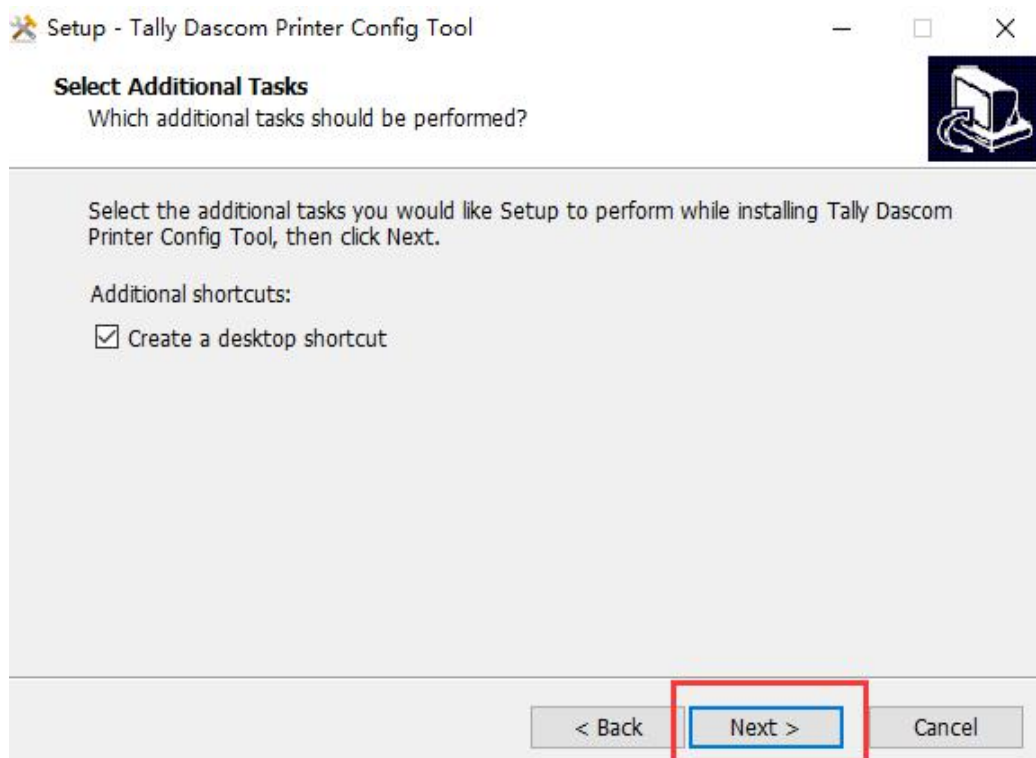 Setup - Tally Dascom Printer Config Tool
Select Additional Tasks
Which additional tasks should be performed?
Select the additional tasks you would like Setup to perform while installing Tally Dascom
Printer Config Tool, then click Next.
Additional shortcuts:
Create a desktop shortcut
< Back Next > Cancel